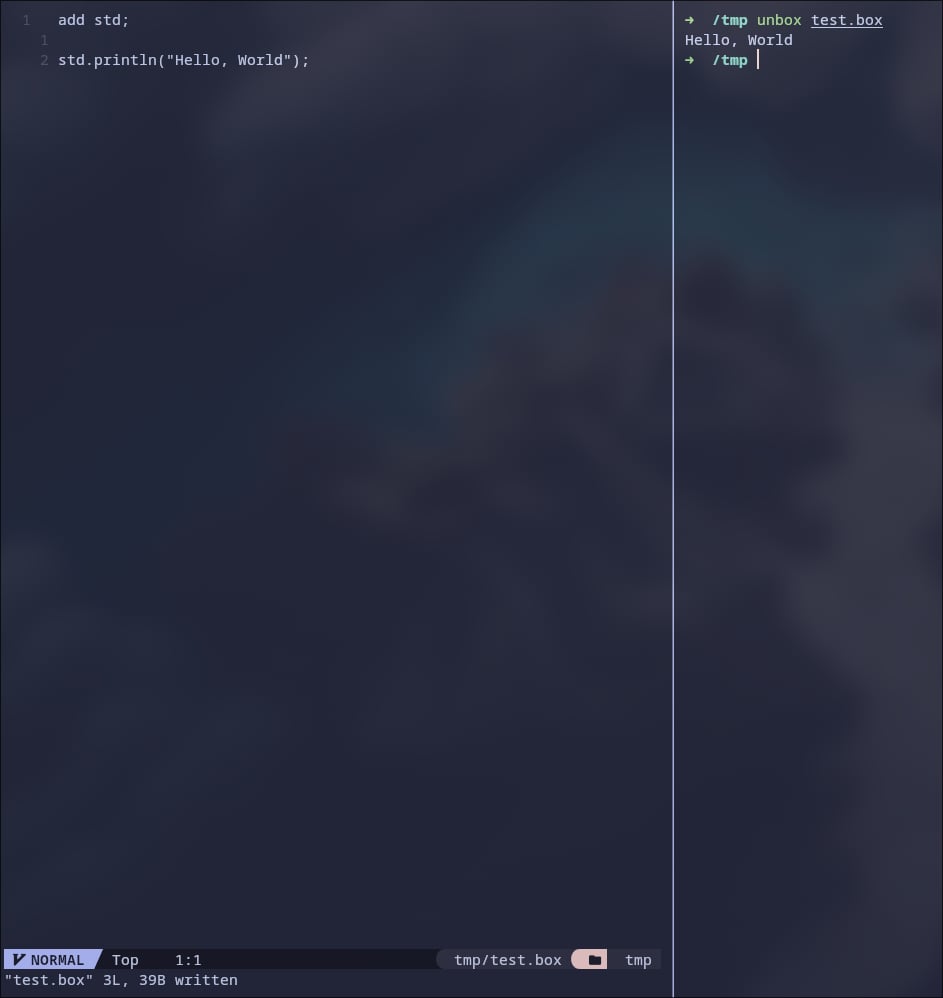 1 add std;
1
2 std.println("Hello, World");
NORMAL Top 1:1 tmp/test.box tmp
"test.box" 3L, 39B written
➜ /tmp unbox test.box
Hello, World
➜ /tmp